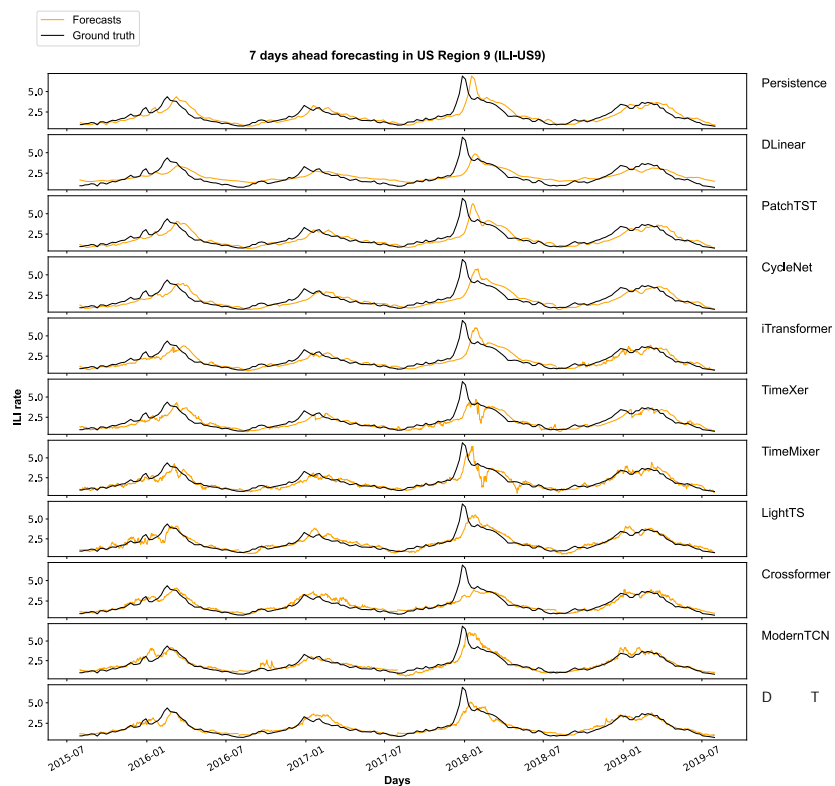 Forecasts
Ground truth
7 days ahead forecasting in US Region 9 (ILI-US9)
5,0
2.5
Persistence
5.0
2.5
DLinear
5.0
2.5
PatchTST
5.0
2.5
CycleNet
5.0
2.5
iTransformer
5.0
2.5
TimeXer
5.0
2.5
TimeMixer
5.0
2.5
LightTS
5.0
2.5
Crossformer
5.0
2.5
ModernTCN
5.0
2.5
D T
ILI rate
2015-07 2016-01 2016-07 2017-01 2017-07 2018-01 2018-07 2019-01 2019-07
Days